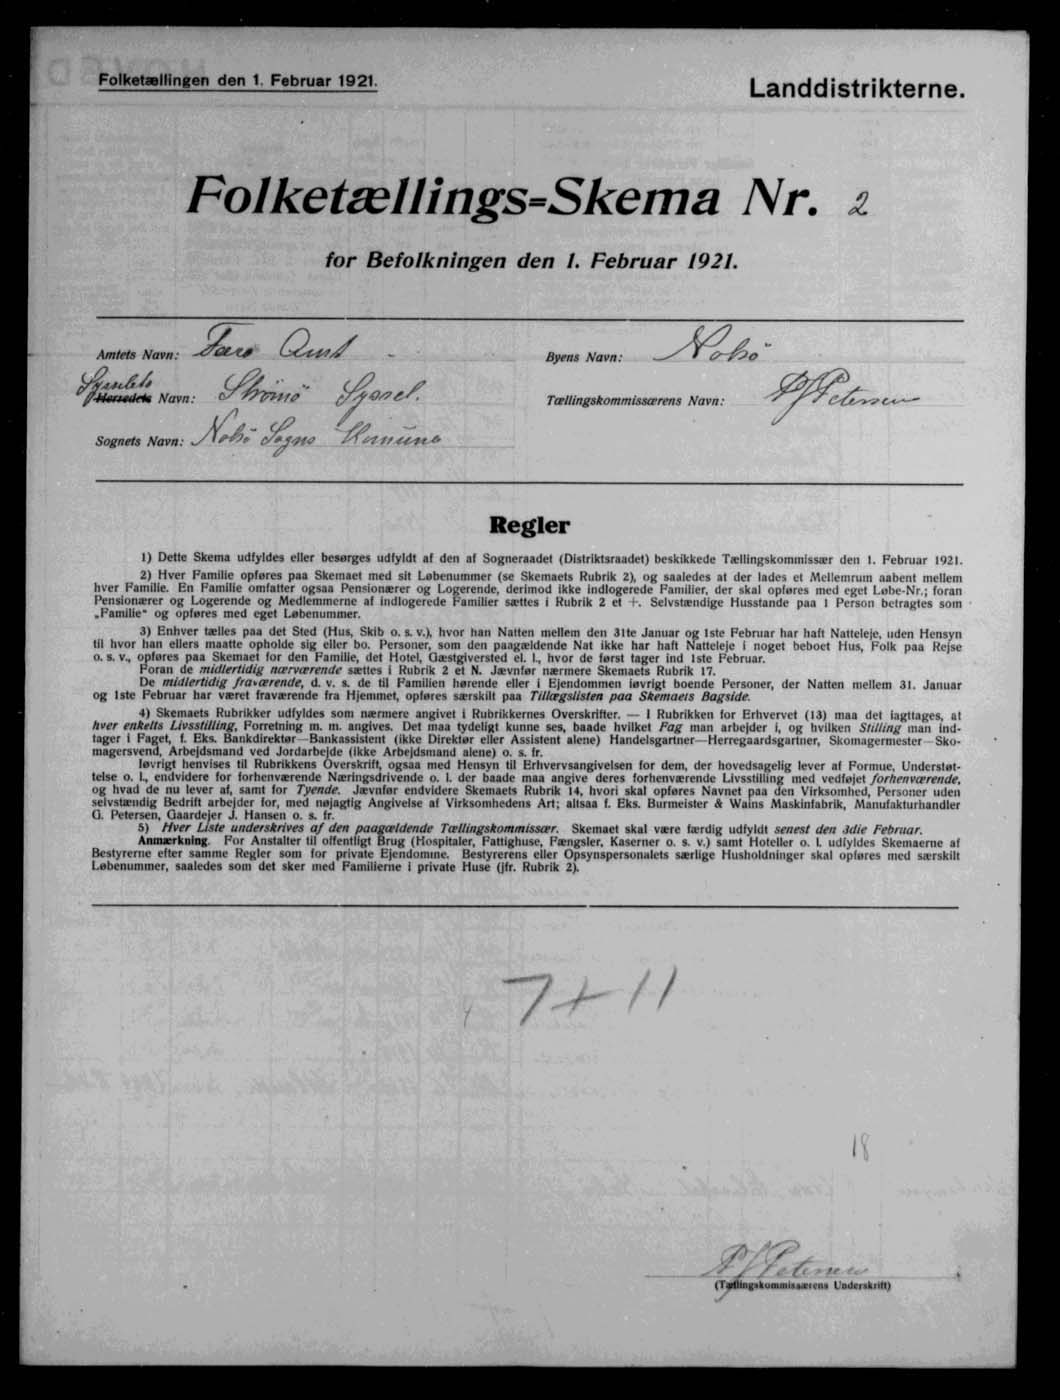 Folketællingen den 1. Februar 1921.
Landdistrikterne.
Folketællings=Skema Nr. 2
for Befolkningen den 1. Februar 1921.
Amtets Navn: Færø Amt
Byens Navn: Nolsö
Sysselets
Herredets Navn: Strömö Syssel.
Tællingskommissærens Navn: P J Petersen
Sognets Navn: Nolsö Sogns Komuna
Regler
1) Dette Skema udfyldes eller besørges udfyldt af den af Sogneraadet (Distriktsraadet) beskikkede Tællingskommissær den 1. Februar 1921.
2) Hver Familie opføres paa Skemaet med sit Løbenummer (se Skemaets Rubrik 2), og saaledes at der lades et Mellemrum aabent mellem
hver Familie. En Familie omfatter ogsaa Pensionærer og Logerende, derimod ikke indlogerede Familier, der skal opføres med eget Løbe-Nr.; foran
Pensionærer og Logerende og Medlemmerne af indlogerede Familier sættes i Rubrik 2 et +. Selvstændige Husstande paa 1 Person betragtes som
„Familie" og opføres med eget Løbenummer.
3) Enhver tælles paa det Sted (Hus, Skib o. s. v.), hvor han Natten mellem den 31te Januar og 1ste Februar har haft Natteleje, uden Hensyn
til hvor han ellers maatte opholde sig eller bo. Personer, som den paagældende Nat ikke har haft Natteleje i noget beboet Hus, Folk paa Rejse
o. s. v., opføres paa Skemaet for den Familie, det Hotel, Gæstgiversted el. l., hvor de først tager ind 1ste Februar.
Foran de midlertidig nærværende sættes i Rubrik 2 et N. Jævnfør nærmere Skemaets Rubrik 17.
De midlertidig fraværende, d. v. s. de til Familien hørende eller i Ejendommen iøvrigt boende Personer, der Natten mellem 31. Januar
og 1ste Februar har været fraværende fra Hjemmet, opføres særskilt paa Tillægslisten paa Skemaets Bagside.
4) Skemaets Rubrikker udfyldes som nærmere angivet i Rubrikkernes Overskrifter. — I Rubrikken for Erhvervet (13) maa det iagttages, at
hver enkelts Livsstilling, Forretning m. m. angives. Det maa tydeligt kunne ses, baade hvilket Fag man arbejder i, og hvilken Stilling man ind-
tager i Faget, f. Eks. Bankdirektør—Bankassistent (ikke Direktør eller Assistent alene) Handelsgartner—Herregaardsgartner, Skomagermester—Sko-
magersvend, Arbejdsmand ved Jordarbejde (ikke Arbejdsmand alene) o. s. fr.
Iøvrigt henvises til Rubrikkens Overskrift, ogsaa med Hensyn til Erhvervsangivelsen for dem, der hovedsagelig lever af Formue, Understøt-
telse o. l., endvidere for forhenværende Næringsdrivende o. l. der baade maa angive deres forhenværende Livsstilling med vedføjet forhenværende,
og hvad de nu lever af, samt for Tyende. Jævnfør endvidere Skemaets Rubrik 14, hvori skal opføres Navnet paa den Virksomhed, Personer uden
selvstændig Bedrift arbejder for, med nøjagtig Angivelse af Virksomhedens Art; altsaa f. Eks. Burmeister & Wains Maskinfabrik, Manufakturhandler
G. Petersen, Gaardejer J. Hansen o. s. fr.
5) Hver Liste underskrives af den paagældende Tællingskommissær. Skemaet skal være færdig udfyldt senest den 3die Februar.
Anmærkning. For Anstalter til offentligt Brug (Hospitaler, Fattighuse, Fængsler, Kaserner o. s. v.) samt Hoteller o. l. udfyldes Skemaerne af
Bestyrerne efter samme Regler som for private Ejendomme. Bestyrerens eller Opsynspersonalets særlige Husholdninger skal opføres med særskilt
Løbenummer, saaledes som det sker med Familierne i private Huse (jfr. Rubrik 2).
7+11
18
P J Petersen
(Tællingskommissærens Underskrift)